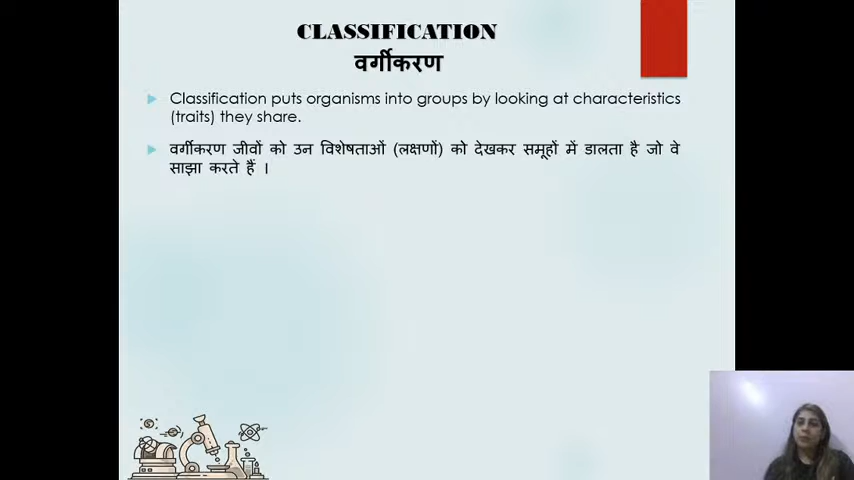 CLASSIFICATION
वर्गीकरण
Classification puts organisms into groups by looking at characteristics
(traits) they share.
वर्गीकरण जीवों को उन विशेषताओं (लक्षणों) को देखकर समूहों में डालता है जो वे
साझा करते हैं ।